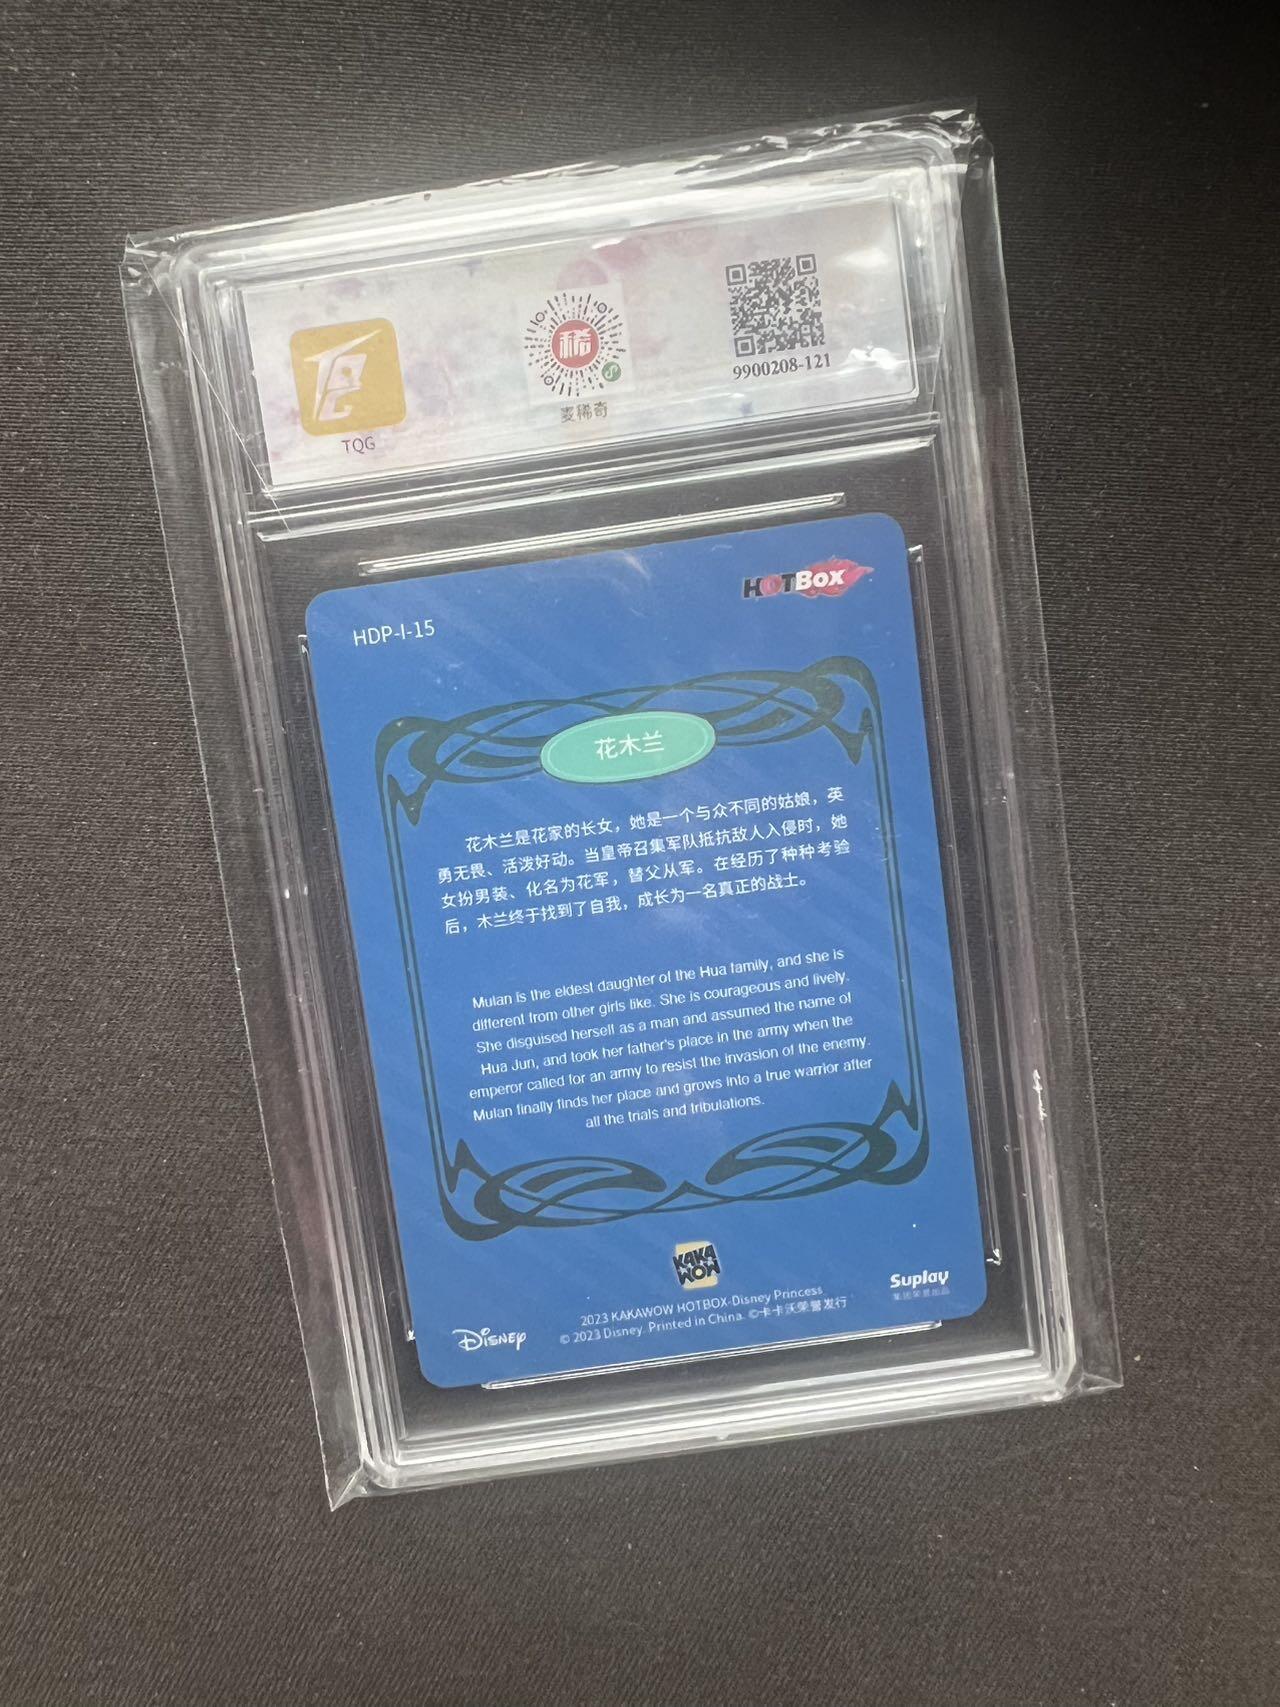 TQG
稀
麦稀奇
9900208-121
HDP-I-15
HOTBOX
花木兰
花木兰是花家的长女，她是一个与众不同的姑娘，英
勇无畏、活泼好动。当皇帝召集军队抵抗敌人入侵时，她
女扮男装、化名为花军，替父从军。在经历了种种考验
后，木兰终于找到了自我，成长为一名真正的战士。
Mulan is the eldest daughter of the Hua family, and she is
different from other girls like. She is courageous and lively.
She disguised herself as a man and assumed the name of
Hua Jun, and took her father's place in the army when the
emperor called for an army to resist the invasion of the enemy.
Mulan finally finds her place and grows into a true warrior after
all the trials and tribulations.
KAKA
WOW
2023 KAKAWOW HOTBOX-Disney Princess
© 2023 Disney. Printed in China. ©卡卡沃荣誉发行
Disney
Suplay
集团荣誉出品